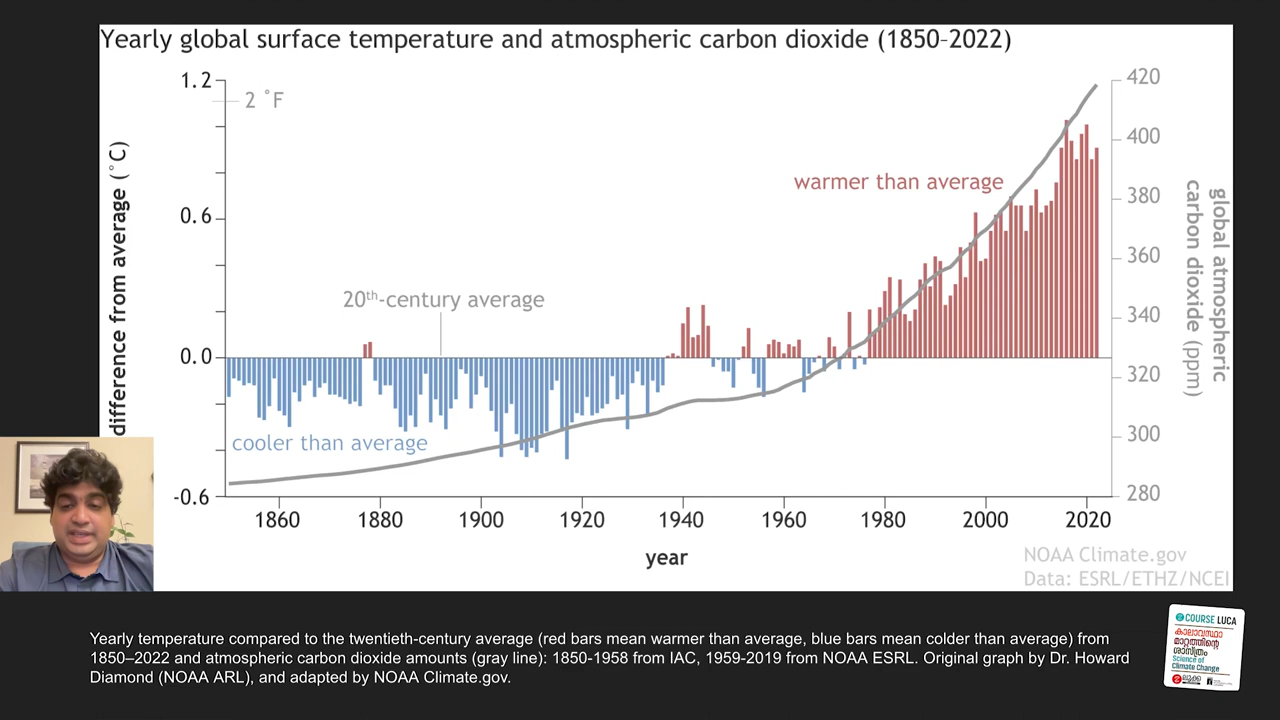 Yearly global surface temperature and atmospheric carbon dioxide (1850-2022)
1.2
2 °F
0.6
0.0
-0.6
difference from average (°C)
20th-century average
cooler than average
warmer than average
420
400
380
360
340
320
300
280
global atmospheric
carbon dioxide (ppm)
1860 1880 1900 1920 1940 1960 1980 2000 2020
year
NOAA Climate.gov
Data: ESRL/ETHZ/NCEI
Yearly temperature compared to the twentieth-century average (red bars mean warmer than average, blue bars mean colder than average) from
1850–2022 and atmospheric carbon dioxide amounts (gray line): 1850-1958 from IAC, 1959-2019 from NOAA ESRL. Original graph by Dr. Howard
Diamond (NOAA ARL), and adapted by NOAA Climate.gov.
COURSE LUCA
കാലാവസ്ഥാ
മാറ്റത്തിന്റെ
ശാസ്ത്രം
Science of
Climate Change
ലൂക്ക